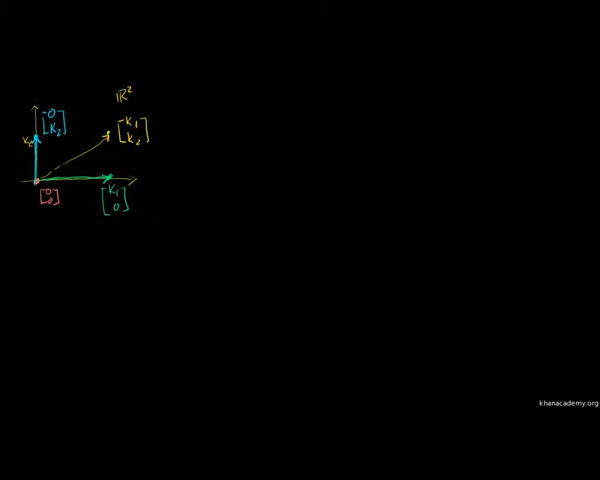 ℝ²
[0
K₂]
[K₁
K₂]
K₂
[0
0]
[K₁
0]
khanacademy.org